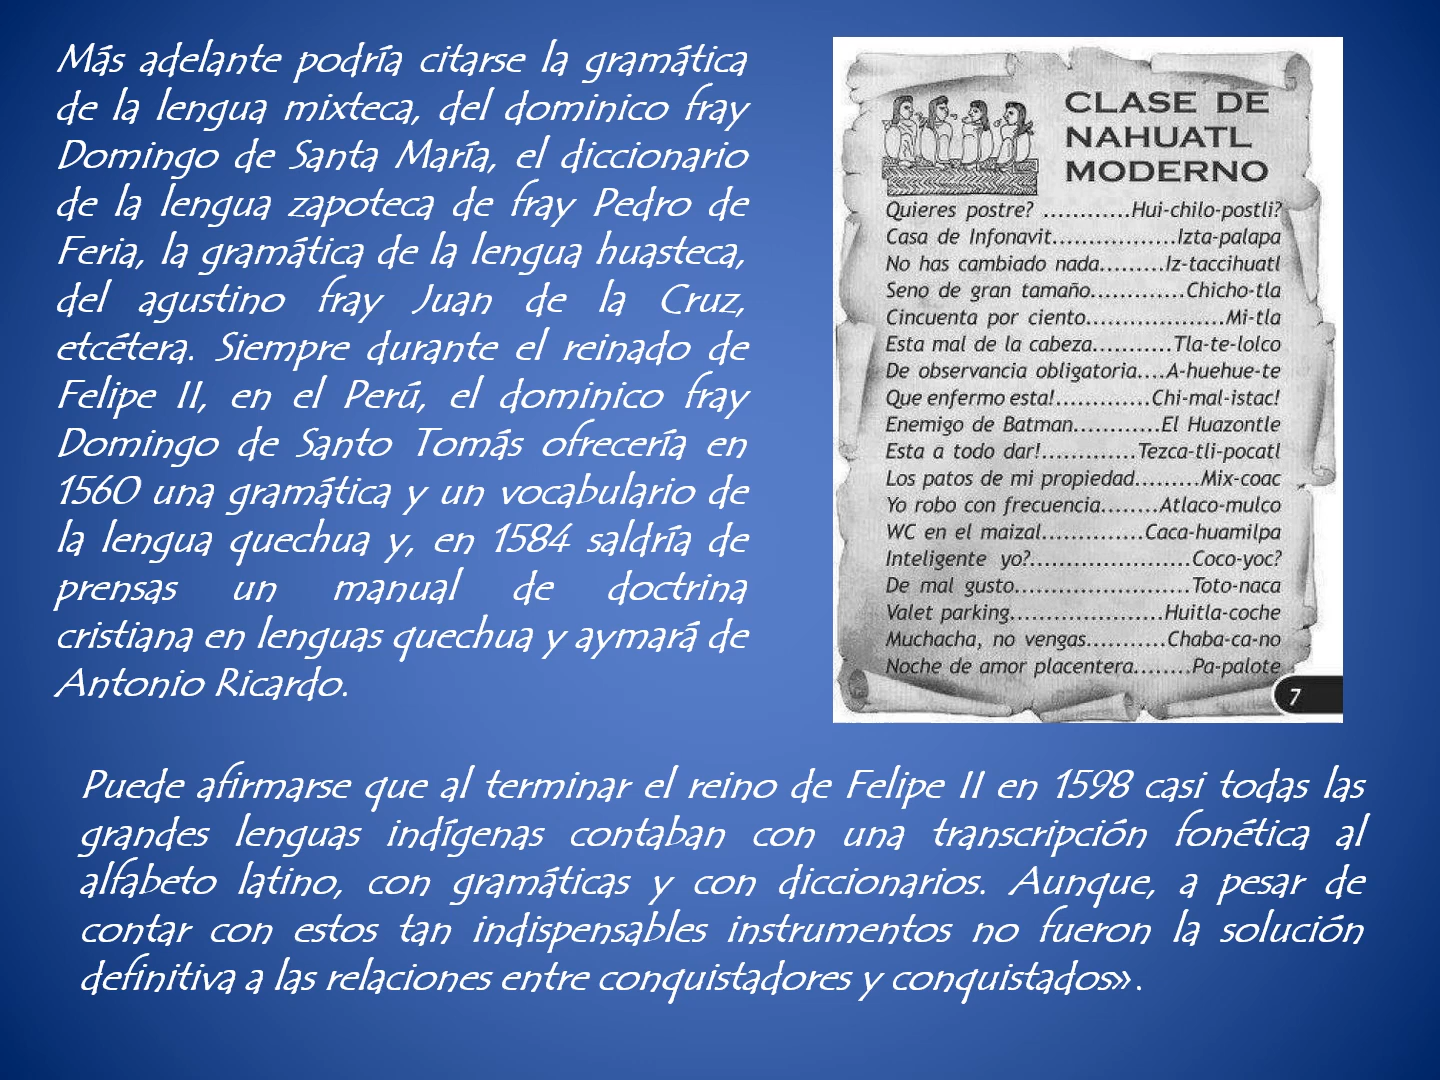 Más adelante podría citarse la gramática
de la lengua mixteca, del dominico fray
Domingo de Santa María, el diccionario
de la lengua zapoteca de fray Pedro de
Feria, la gramática de la lengua huasteca,
del agustino fray Juan de la Cruz,
etcétera. Siempre durante el reinado de
Felipe II, en el Perú, el dominico fray
Domingo de Santo Tomás ofrecería en
1560 una gramática y un vocabulario de
la lengua quechua y, en 1584 saldría de
prensas un manual de doctrina
cristiana en lenguas quechua y aymará de
Antonio Ricardo.
CLASE DE
NAHUATL
MODERNO
Quieres postre? ............Hui-chilo-postli?
Casa de Infonavit.................Izta-palapa
No has cambiado nada.........Iz-taccihuatl
Seno de gran tamaño.............Chicho-tla
Cincuenta por ciento...................Mi-tla
Esta mal de la cabeza...........Tla-te-lolco
De observancia obligatoria....A-huehue-te
Que enfermo esta!.............Chi-mal-istac!
Enemigo de Batman............El Huazontle
Esta a todo dar!.............Tezca-tli-pocatl
Los patos de mi propiedad.........Mix-coac
Yo robo con frecuencia........Atlaco-mulco
WC en el maizal..............Caca-huamilpa
Inteligente yo?......................Coco-yoc?
De mal gusto........................Toto-naca
Valet parking.....................Huitla-coche
Muchacha, no vengas...........Chaba-ca-no
Noche de amor placentera........Pa-palote
7
Puede afirmarse que al terminar el reino de Felipe II en 1598 casi todas las
grandes lenguas indígenas contaban con una transcripción fonética al
alfabeto latino, con gramáticas y con diccionarios. Aunque, a pesar de
contar con estos tan indispensables instrumentos no fueron la solución
definitiva a las relaciones entre conquistadores y conquistados».